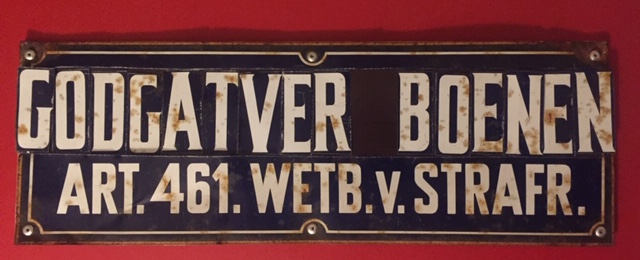 GODGATVER BOENEN
ART. 461. WETB. v. STRAFR.